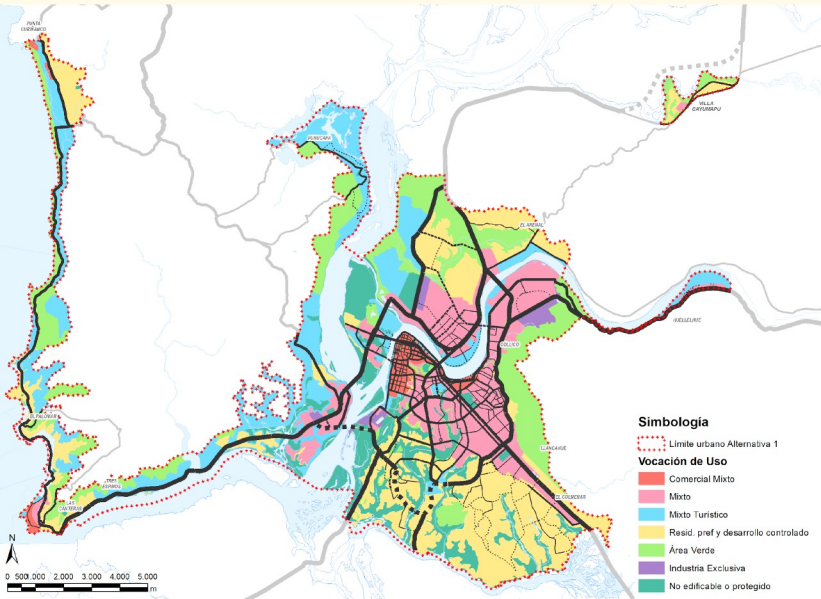 PUNTA
CURIÑANCO
VILLA
CAYUMAPU
PUNUCAPA
EL ARENAL
HUELLELHUE
COLLICO
EL PALOMAR
LLANCAHUE
TRES
ESPINOS
LAS
CANTERAS
EL COLMENAR
Simbología
Límite urbano Alternativa 1
Vocación de Uso
Comercial Mixto
Mixto
Mixto Turístico
Resid. pref y desarrollo controlado
Área Verde
Industria Exclusiva
No edificable o protegido
N
0 500 1.000 2.000 3.000 4.000 5.000
m